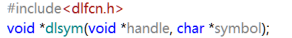 #include<dlfcn.h>
void *dlsym(void *handle, char *symbol);